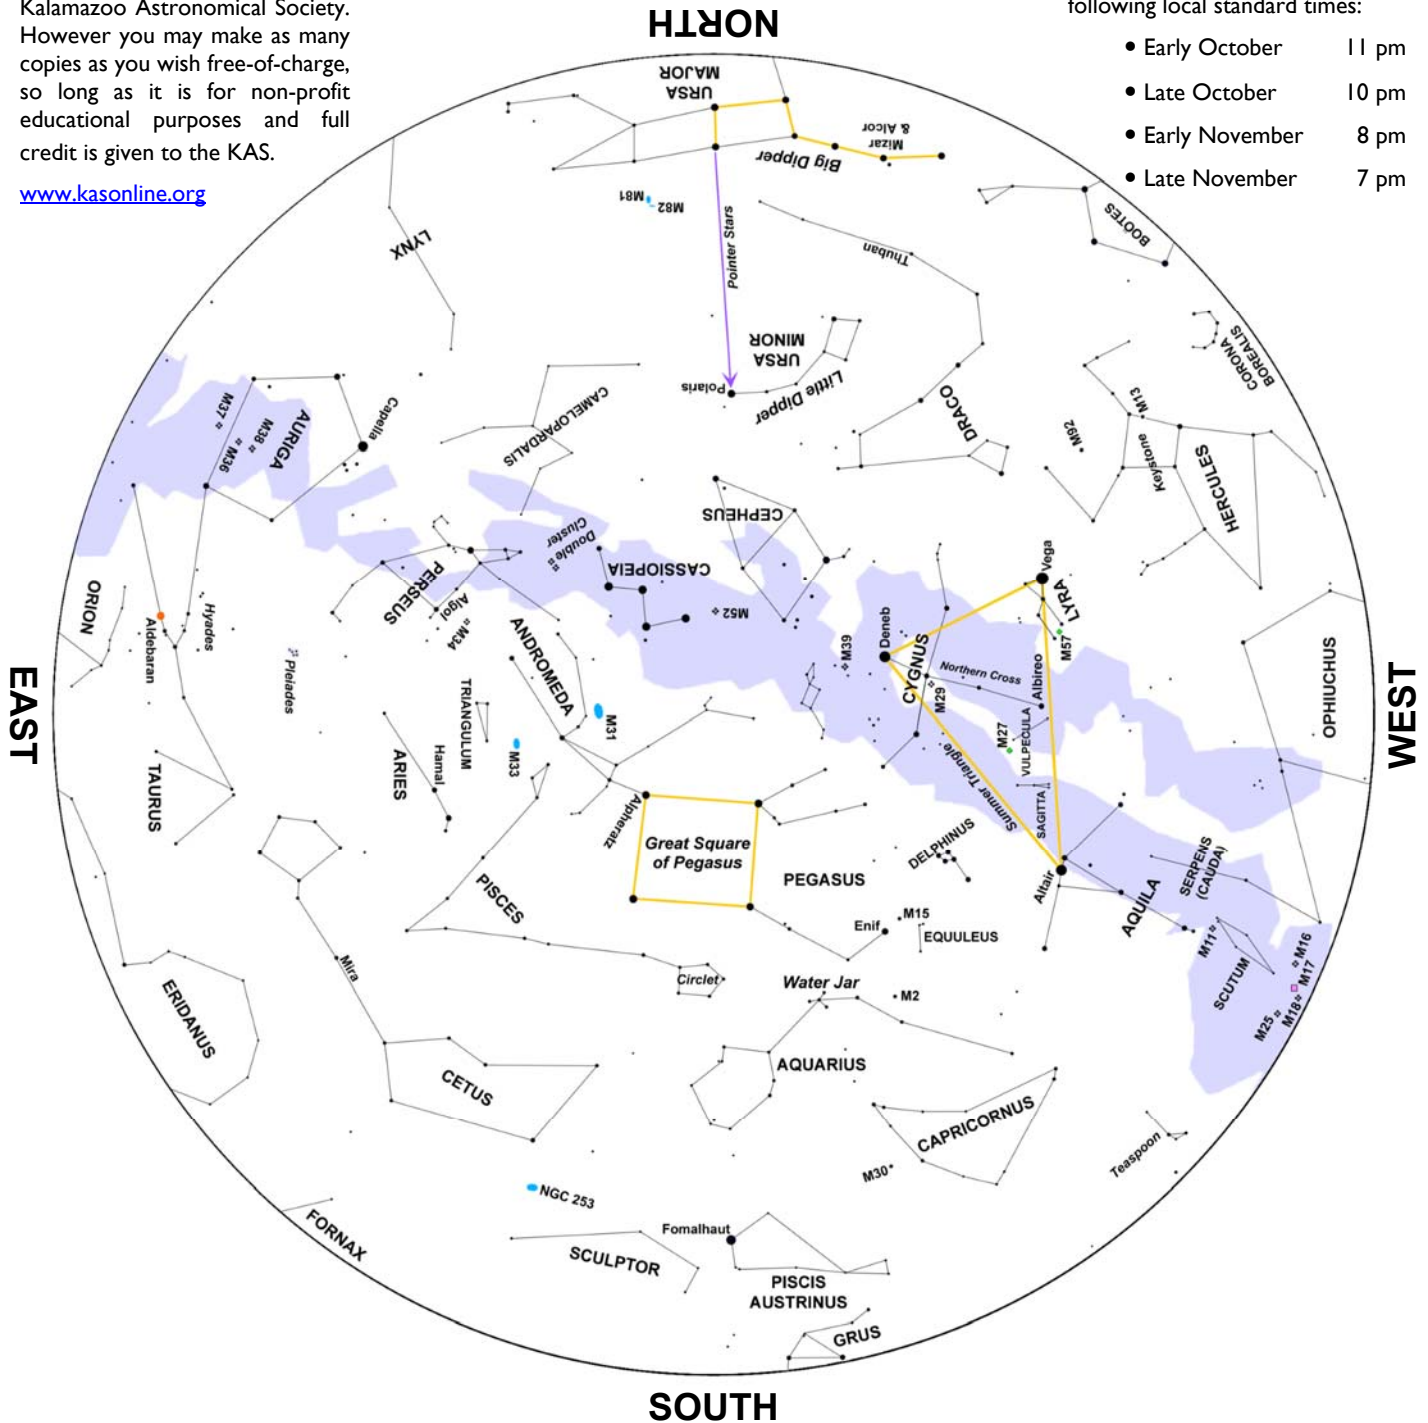 Kalamazoo Astronomical Society.
However you may make as many
copies as you wish free-of-charge,
so long as it is for non-profit
educational purposes and full
credit is given to the KAS.
www.kasonline.org
following local standard times:
• Early October 11 pm
• Late October 10 pm
• Early November 8 pm
• Late November 7 pm
NORTH
URSA
MAJOR
Big Dipper
Mizar
& Alcor
M81
M82
Pointer Stars
LYNX
Thuban
BOÖTES
URSA
MINOR
Little Dipper
Polaris
CORONA
BOREALIS
CAMELOPARDALIS
DRACO
M13
M92
Keystone
HERCULES
M37
M38
M36
AURIGA
Capella
CEPHEUS
Double
Cluster
CASSIOPEIA
M52
PERSEUS
Algol
M34
Vega
LYRA
M57
ORION
Aldebaran
Hyades
Pleiades
ANDROMEDA
M39
Deneb
CYGNUS
Northern Cross
M29
Albireo
OPHIUCHUS
EAST
WEST
TRIANGULUM
M31
M33
M27
VULPECULA
TAURUS
ARIES
Hamal
Summer Triangle
SAGITTA
Alpheratz
Great Square
of Pegasus
DELPHINUS
SERPENS
(CAUDA)
PISCES
PEGASUS
Altair
AQUILA
Enif
M15
EQUULEUS
M11
SCUTUM
M16
M17
M18
M25
Mira
Circlet
Water Jar
M2
ERIDANUS
CETUS
AQUARIUS
CAPRICORNUS
M30
Teaspoon
NGC 253
FORNAX
SCULPTOR
Fomalhaut
PISCIS
AUSTRINUS
GRUS
SOUTH